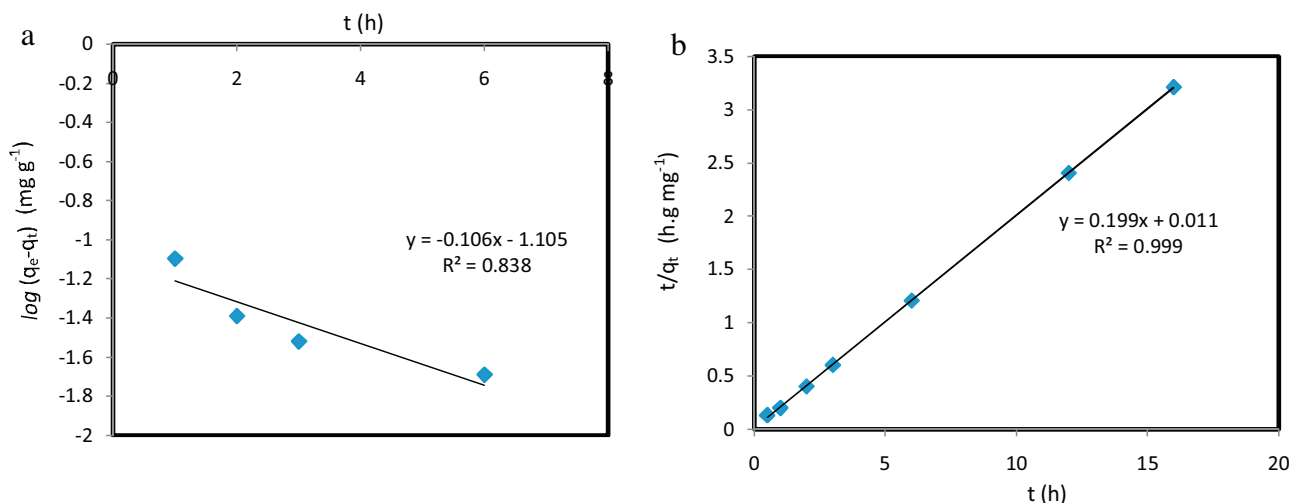 a
t (h)
0
-0.2
-0.4
-0.6
-0.8
-1
-1.2
-1.4
-1.6
-1.8
-2
0 2 4 6 8
log (qe-qt) (mg g-1)
y = -0.106x - 1.105
R² = 0.838
b
3.5
3
2.5
2
1.5
1
0.5
0
t/qt (h.g mg-1)
y = 0.199x + 0.011
R² = 0.999
0 5 10 15 20
t (h)